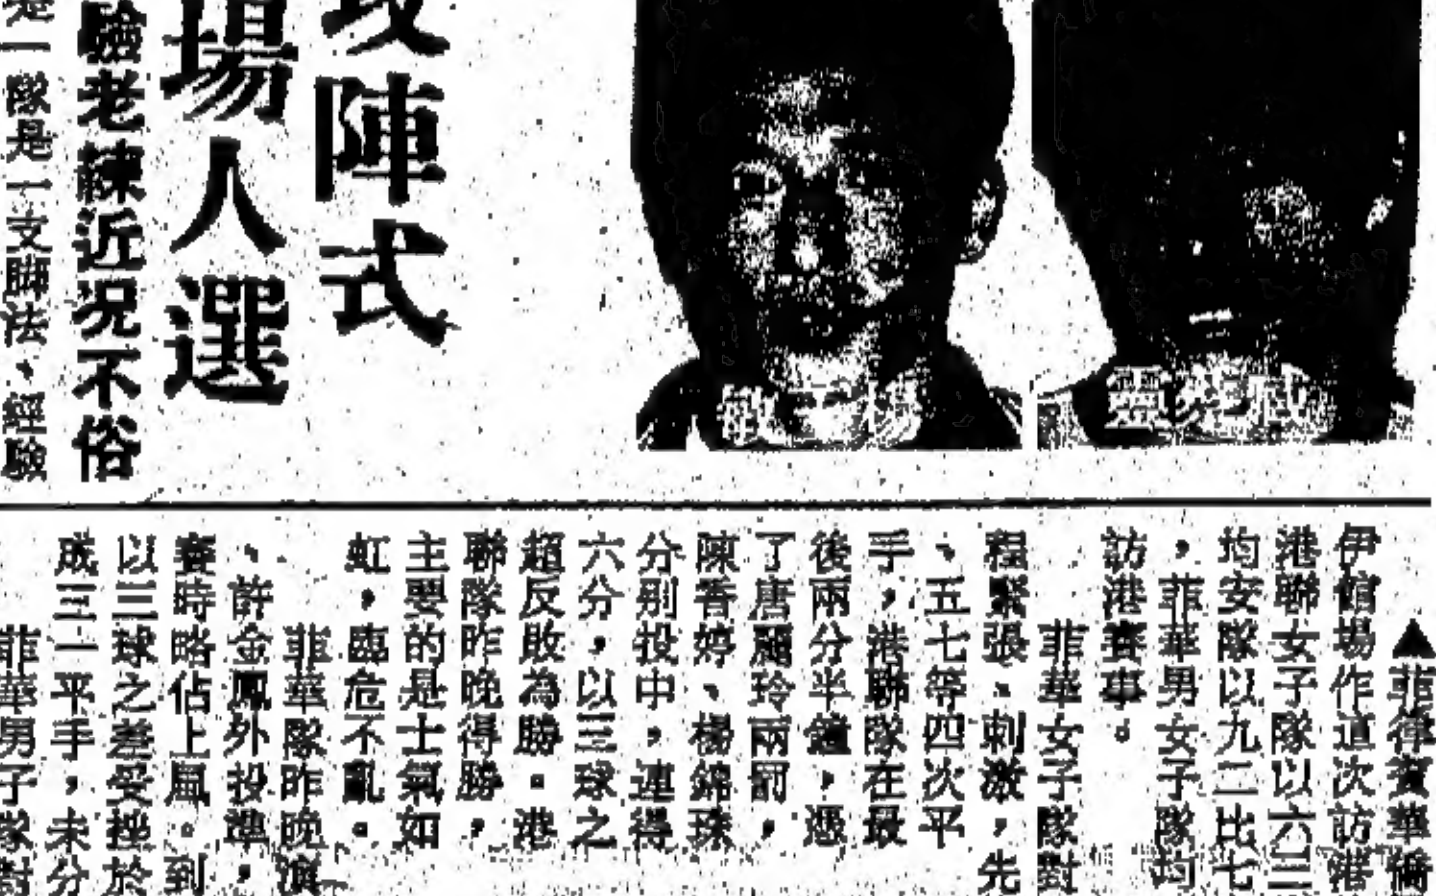 陣式
場人選
驗老練近況不俗
是一隊是一支脚法、經驗
▲菲律賓華僑
伊館場作道次訪港
港聯女子隊以六三
均安隊以九二比七
，菲華男女子隊均
訪港賽事。
菲華女子隊對
程緊張、刺激，先
、五七等四次平
手，港聯隊在最
後兩分半鐘，憑
了唐麗玲兩罰，
陳香婷、楊錦珠
分別投中，連得
六分，以三球之
趨反敗為勝。港
聯隊昨晚得勝，
主要的是士氣如
虹，臨危不亂。
菲華隊昨晚演
、許金鳳外投準，
賽時略佔上風。到
以三球之差妥挫於
成三一平手，未分
菲華男子隊對